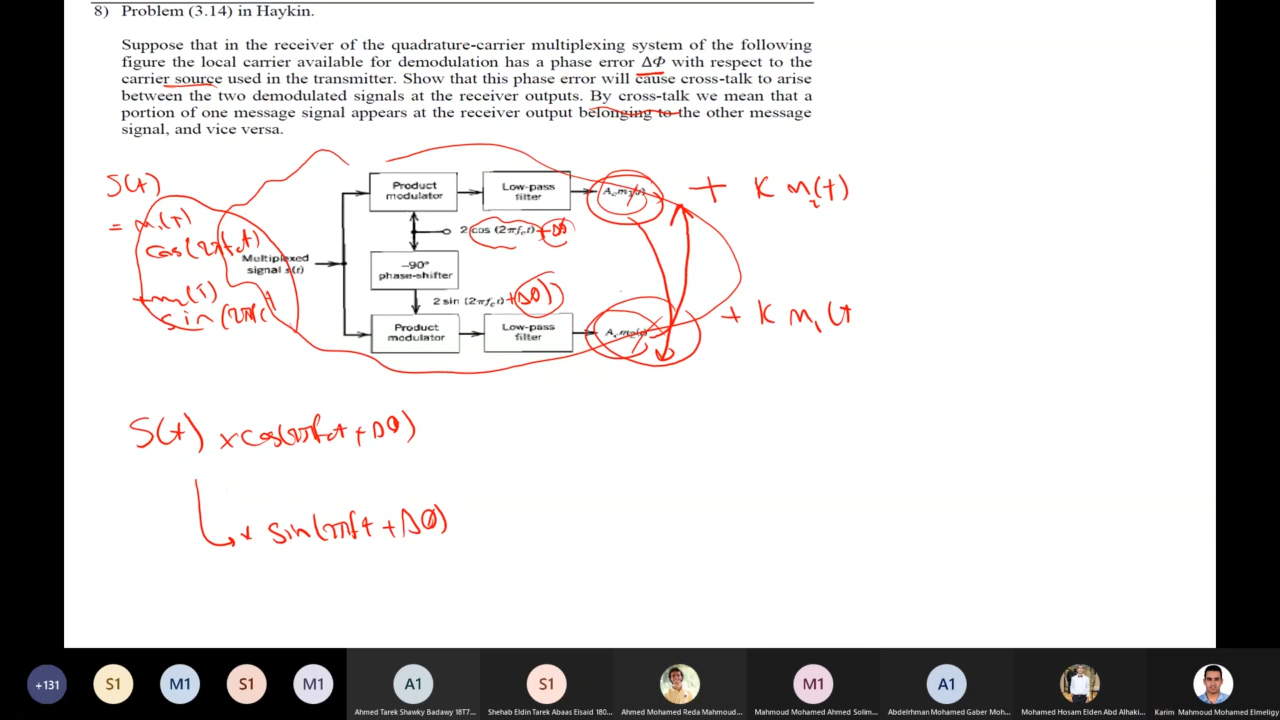 8) Problem (3.14) in Haykin.
Suppose that in the receiver of the quadrature-carrier multiplexing system of the following
figure the local carrier available for demodulation has a phase error ΔΦ with respect to the
carrier source used in the transmitter. Show that this phase error will cause cross-talk to arise
between the two demodulated signals at the receiver outputs. By cross-talk we mean that a
portion of one message signal appears at the receiver output belonging to the other message
signal, and vice versa.
S(t)
= m₁(t)
cos(2πfct)
+m₂(t)
sin(2πfct
Multiplexed
signal s(t)
Product
modulator
Low-pass
filter
+ K m₂(t)
2 cos (2πfct)+Δϕ
−90°
phase-shifter
2 sin (2πfct)+Δϕ)
Product
modulator
Low-pass
filter
+ K m₁(t
S(t) × cos(2πfct + Δϕ)
× sin(2πft + Δϕ)
+131
S1
M1
S1
M1
A1
Ahmed Tarek Shawky Badawy 18T7...
S1
Shehab Eldin Tarek Abaas Elsaid 180...
Ahmed Mohamed Reda Mahmoud...
M1
Mahmoud Mohamed Ahmed Solim...
A1
Abdelrhman Mohamed Gaber Moh...
Mohamed Hosam Elden Abd Alhaki...
Karim Mahmoud Mohamed Elmeligy